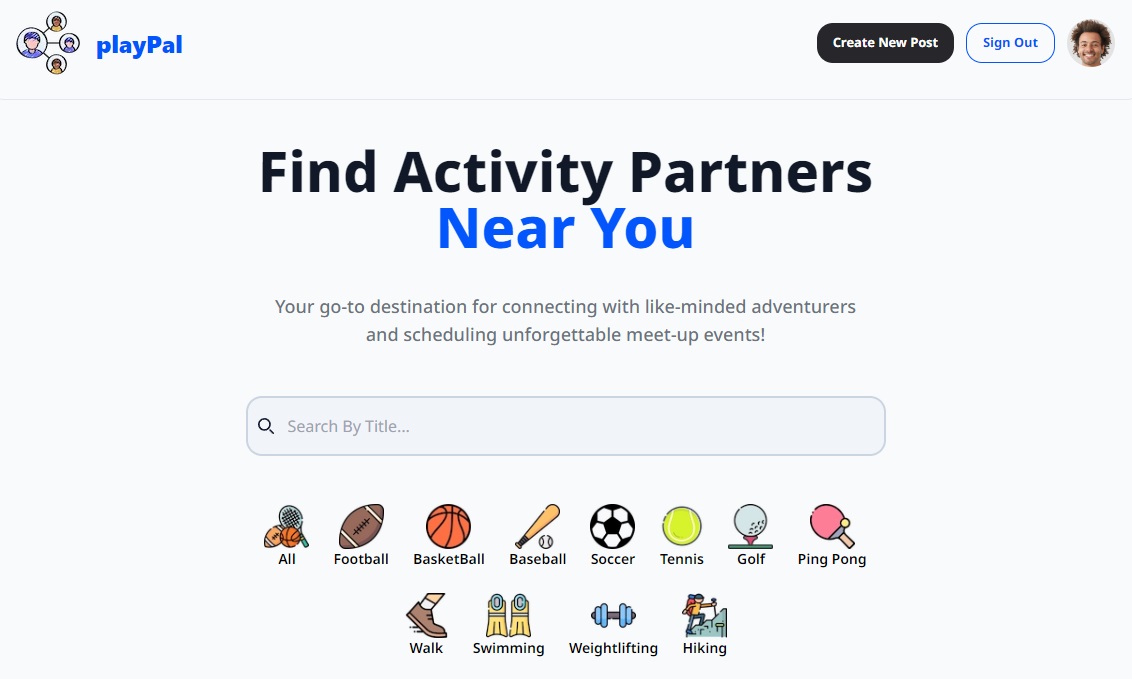 playPal
Create New Post
Sign Out
Find Activity Partners
Near You
Your go-to destination for connecting with like-minded adventurers
and scheduling unforgettable meet-up events!
Search By Title...
All Football BasketBall Baseball Soccer Tennis Golf Ping Pong
Walk Swimming Weightlifting Hiking